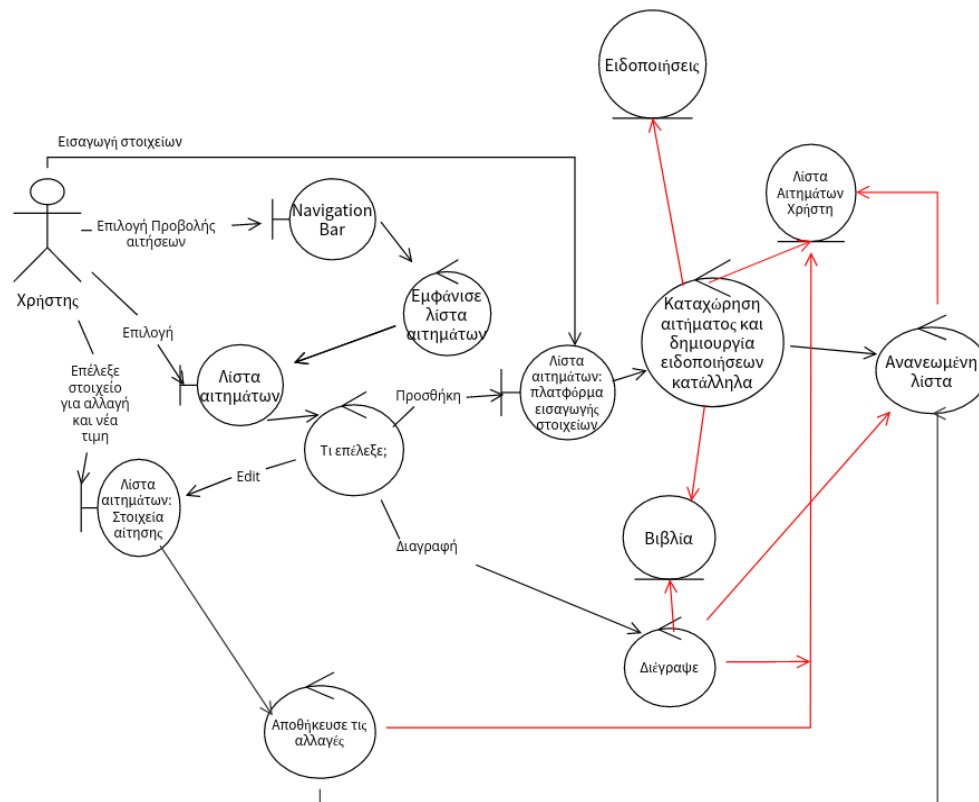 Ειδοποιήσεις
Εισαγωγή στοιχείων
Λίστα
Αιτημάτων
Χρήστη
Navigation
Bar
Επιλογή Προβολής
αιτήσεων
Χρήστης
Εμφάνισε
λίστα
αιτημάτων
Καταχώρηση
αιτήματος και
δημιουργία
ειδοποιήσεων
κατάλληλα
Επιλογή
Ανανεωμένη
λίστα
Λίστα
αιτημάτων:
πλατφόρμα
εισαγωγής
στοιχείων
Λίστα
αιτημάτων
Προσθήκη
Επέλεξε
στοιχείο
για αλλαγή
και νέα
τιμη
Τι επέλεξε;
Edit
Λίστα
αιτημάτων:
Στοιχεία
αίτησης
Διαγραφή
Βιβλία
Διέγραψε
Αποθήκευσε τις
αλλαγές